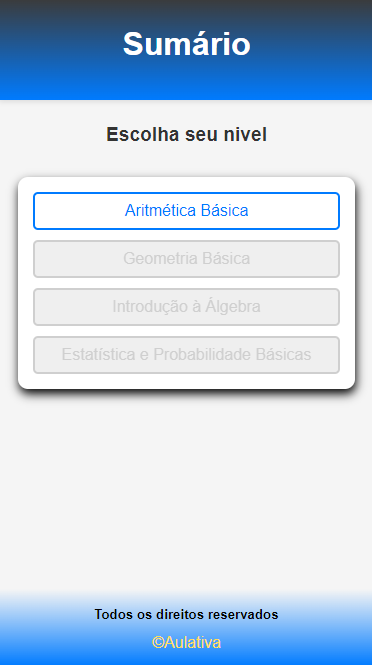 Sumário
Escolha seu nivel
Aritmética Básica
Geometria Básica
Introdução à Álgebra
Estatística e Probabilidade Básicas
Todos os direitos reservados
©Aulativa